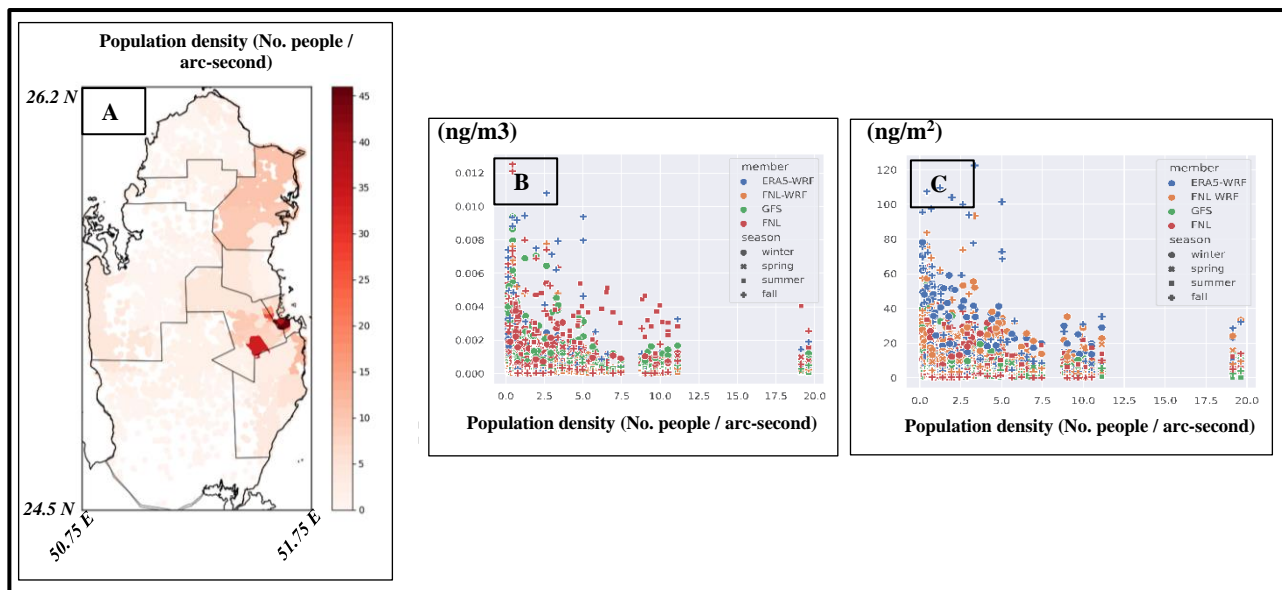 Population density (No. people /
arc-second)
26.2 N
A
45
40
35
30
25
20
15
10
5
0
24.5 N
50.75 E
51.75 E
(ng/m3)
B
0.012
0.010
0.008
0.006
0.004
0.002
0.000
member
ERA5-WRF
FNL-WRF
GFS
FNL
season
winter
spring
summer
fall
0.0 2.5 5.0 7.5 10.0 12.5 15.0 17.5 20.0
Population density (No. people / arc-second)
(ng/m²)
C
120
100
80
60
40
20
0
member
ERA5-WRF
FNL WRF
GFS
FNL
season
winter
spring
summer
fall
0.0 2.5 5.0 7.5 10.0 12.5 15.0 17.5 20.0
Population density (No. people / arc-second)